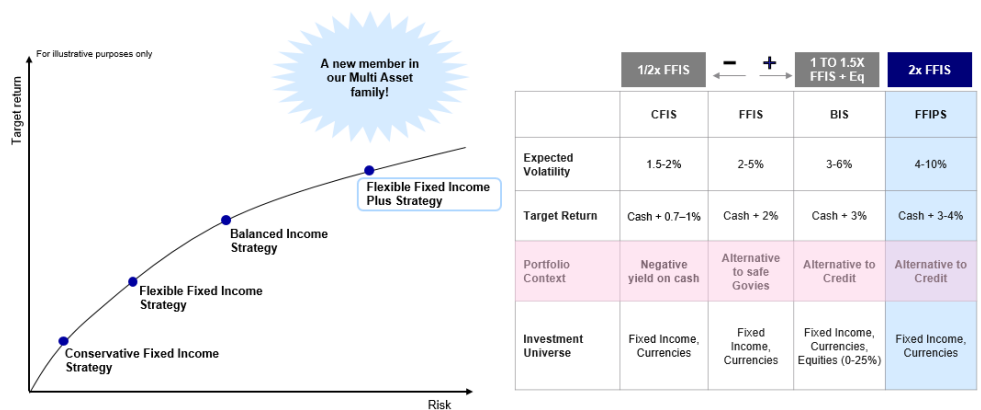 For illustrative purposes only
Target return
A new member in
our Multi Asset
family!
Flexible Fixed Income
Plus Strategy
Balanced Income
Strategy
Flexible Fixed Income
Strategy
Conservative Fixed Income
Strategy
Risk
1/2x FFIS
− +
1 TO 1.5X
FFIS + Eq
2x FFIS
CFIS FFIS BIS FFIPS
Expected
Volatility
1.5-2% 2-5% 3-6% 4-10%
Target Return Cash + 0.7–1% Cash + 2% Cash + 3% Cash + 3-4%
Portfolio
Context
Negative
yield on cash
Alternative
to safe
Govies
Alternative to
Credit
Alternative to
Credit
Investment
Universe
Fixed Income,
Currencies
Fixed
Income,
Currencies
Fixed Income,
Currencies,
Equities (0-25%)
Fixed Income,
Currencies